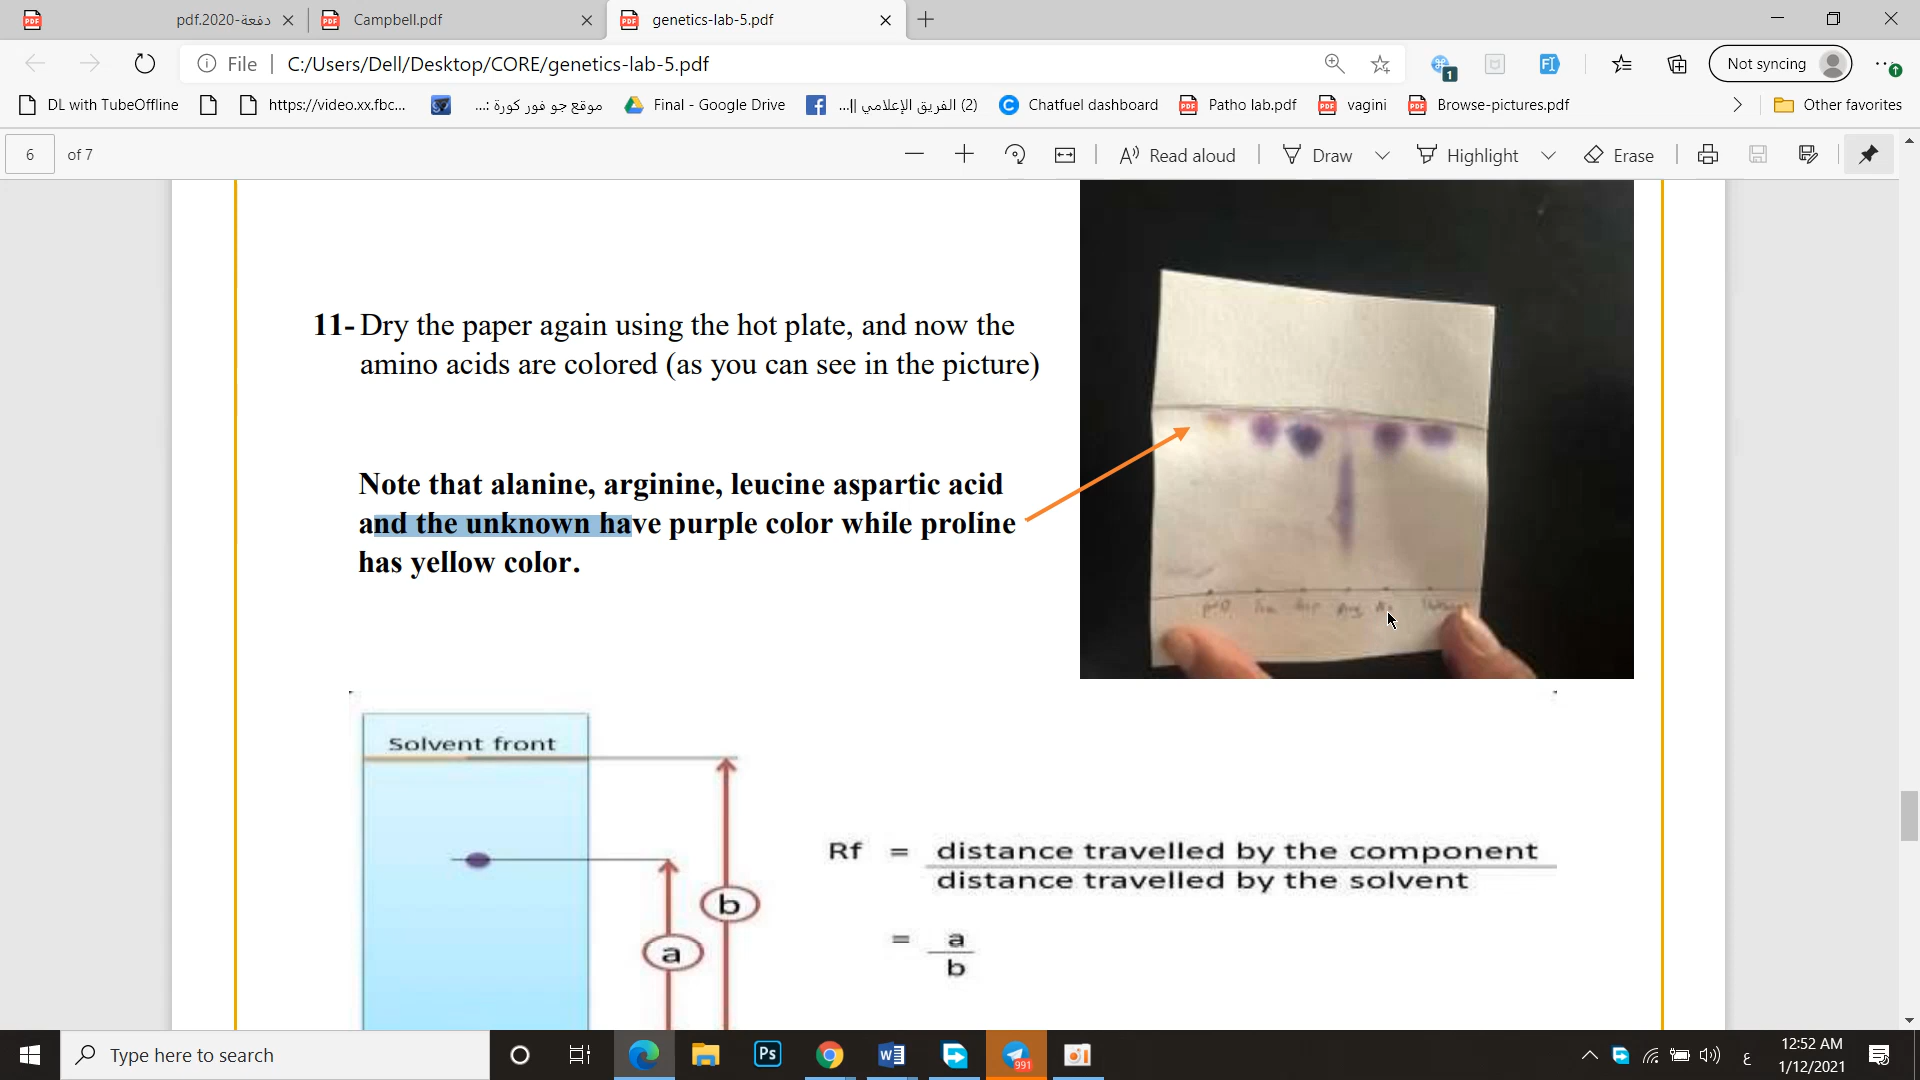 دفعة-2020.pdf
Campbell.pdf
genetics-lab-5.pdf
File
C:/Users/Dell/Desktop/CORE/genetics-lab-5.pdf
1
Not syncing
DL with TubeOffline
https://video.xx.fbc...
موقع جو فور كورة :...
Final - Google Drive
(2) الفريق الإعلامي ||...
Chatfuel dashboard
Patho lab.pdf
vagini
Browse-pictures.pdf
Other favorites
6 of 7
Read aloud
Draw
Highlight
Erase
11- Dry the paper again using the hot plate, and now the
amino acids are colored (as you can see in the picture)
Note that alanine, arginine, leucine aspartic acid
and the unknown have purple color while proline
has yellow color.
Solvent front
b
a
Rf = distance travelled by the component
distance travelled by the solvent
= a
b
Type here to search
Ps
991
ع
12:52 AM
1/12/2021